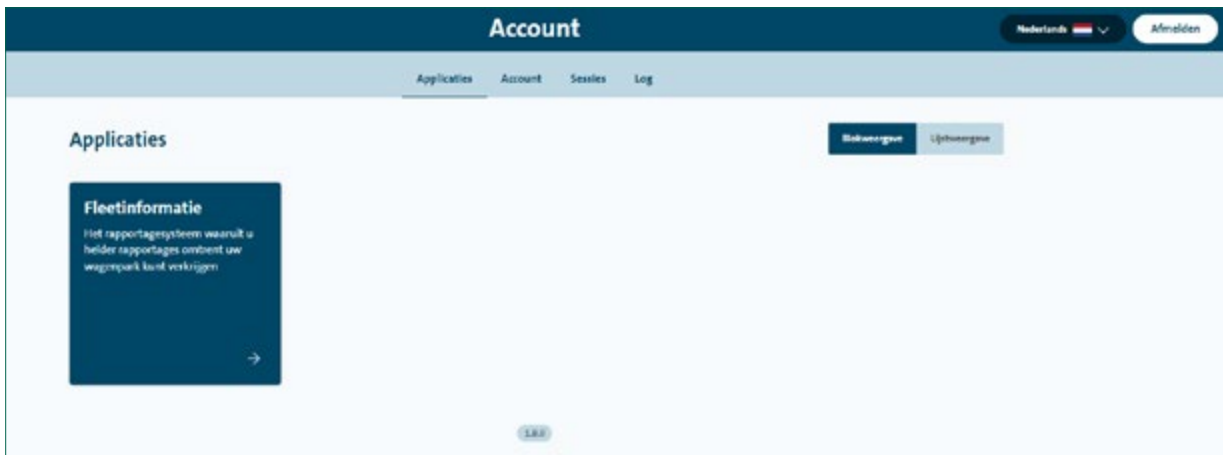 Account
Nederlands
Afmelden
Applicaties Account Sessies Log
Applicaties
Blokweergave Lijstweergave
Fleetinformatie
Het rapportagesysteem waaruit u
helder rapportages omtrent uw
wagenpark kunt verkrijgen